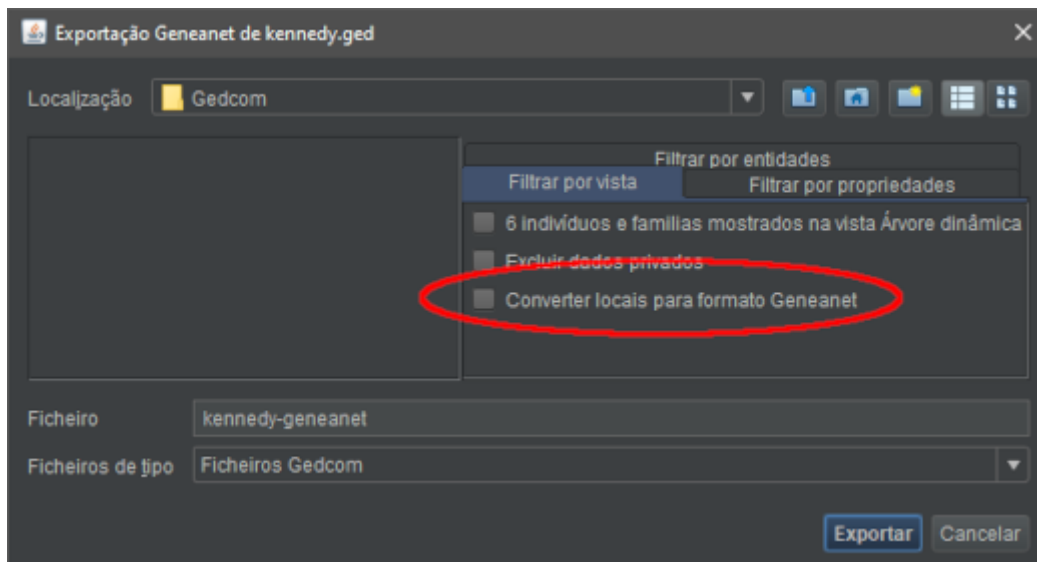 Exportação Geneanet de kennedy.ged
Localização Gedcom
Filtrar por entidades
Filtrar por vista Filtrar por propriedades
6 indivíduos e familias mostrados na vista Árvore dinâmica
Excluir dados privados
Converter locais para formato Geneanet
Ficheiro kennedy-geneanet
Ficheiros de tipo Ficheiros Gedcom
Exportar Cancelar